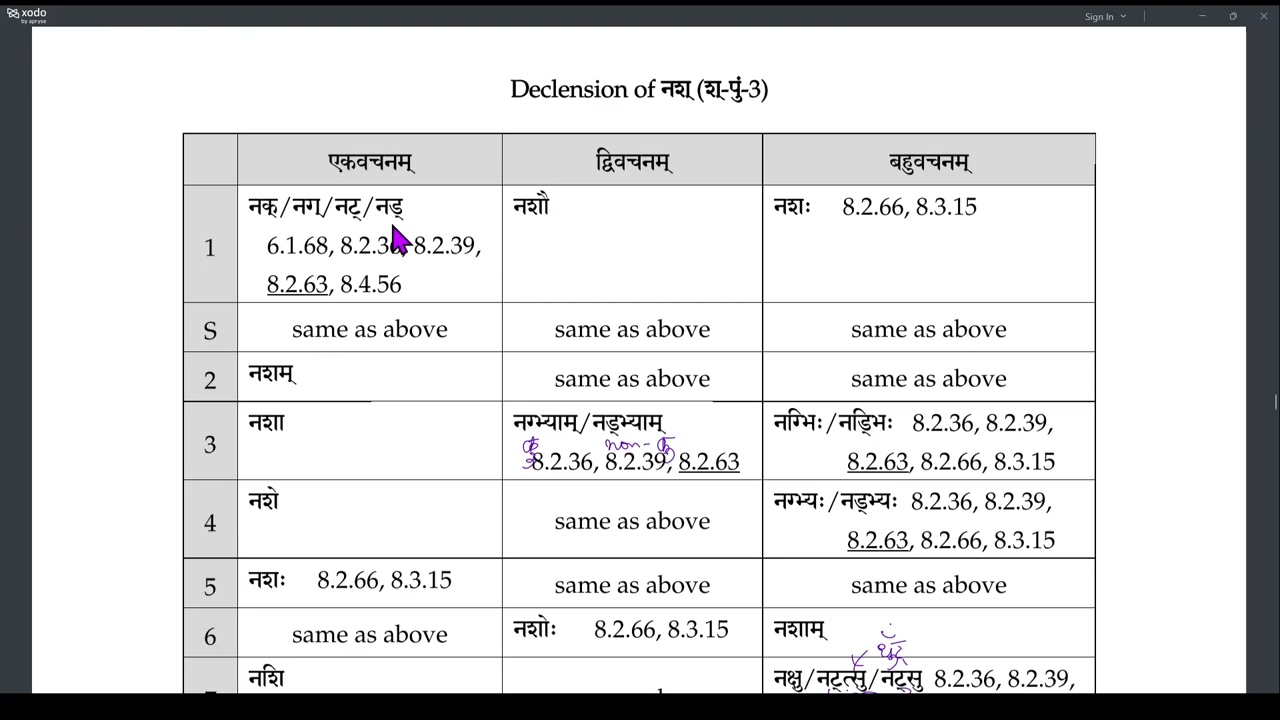 xodo
by apryse
Sign In
Declension of नश् (श्-पुं-3)
एकवचनम् द्विवचनम् बहुवचनम्
1 नक्/नग्/नट्/नड् नशौ नशः 8.2.66, 8.3.15
6.1.68, 8.2.36, 8.2.39,
8.2.63, 8.4.56
S same as above same as above same as above
2 नशम् same as above same as above
3 नशा नग्भ्याम्/नड्भ्याम् नग्भिः/नड्भिः 8.2.36, 8.2.39,
non-
8.2.36, 8.2.39, 8.2.63 8.2.63, 8.2.66, 8.3.15
4 नशे same as above नग्भ्यः/नड्भ्यः 8.2.36, 8.2.39,
8.2.63, 8.2.66, 8.3.15
5 नशः 8.2.66, 8.3.15 same as above same as above
6 same as above नशोः 8.2.66, 8.3.15 नशाम्
नशि नक्षु/नट्त्सु/नट्सु 8.2.36, 8.2.39,